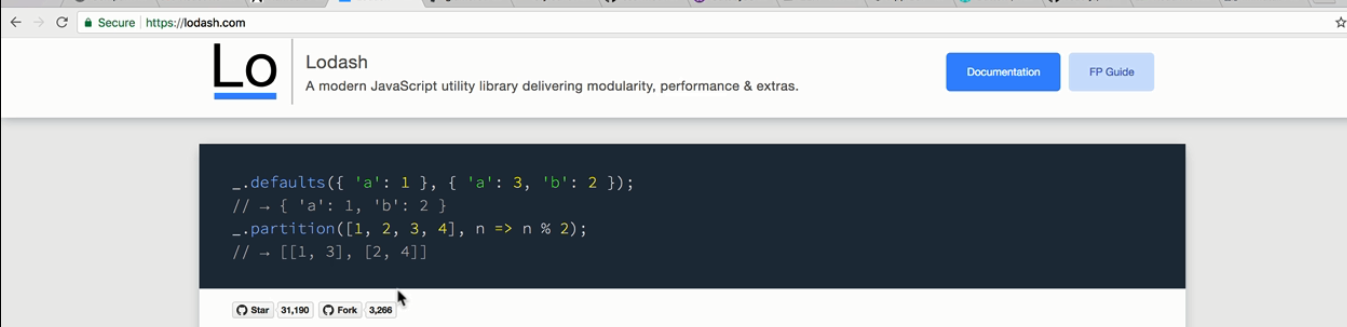 Secure https://lodash.com
Lo
Lodash
A modern JavaScript utility library delivering modularity, performance & extras.
Documentation
FP Guide
_.defaults({ 'a': 1 }, { 'a': 3, 'b': 2 });
// → { 'a': 1, 'b': 2 }
_.partition([1, 2, 3, 4], n => n % 2);
// → [[1, 3], [2, 4]]
Star 31,190 Fork 3,266